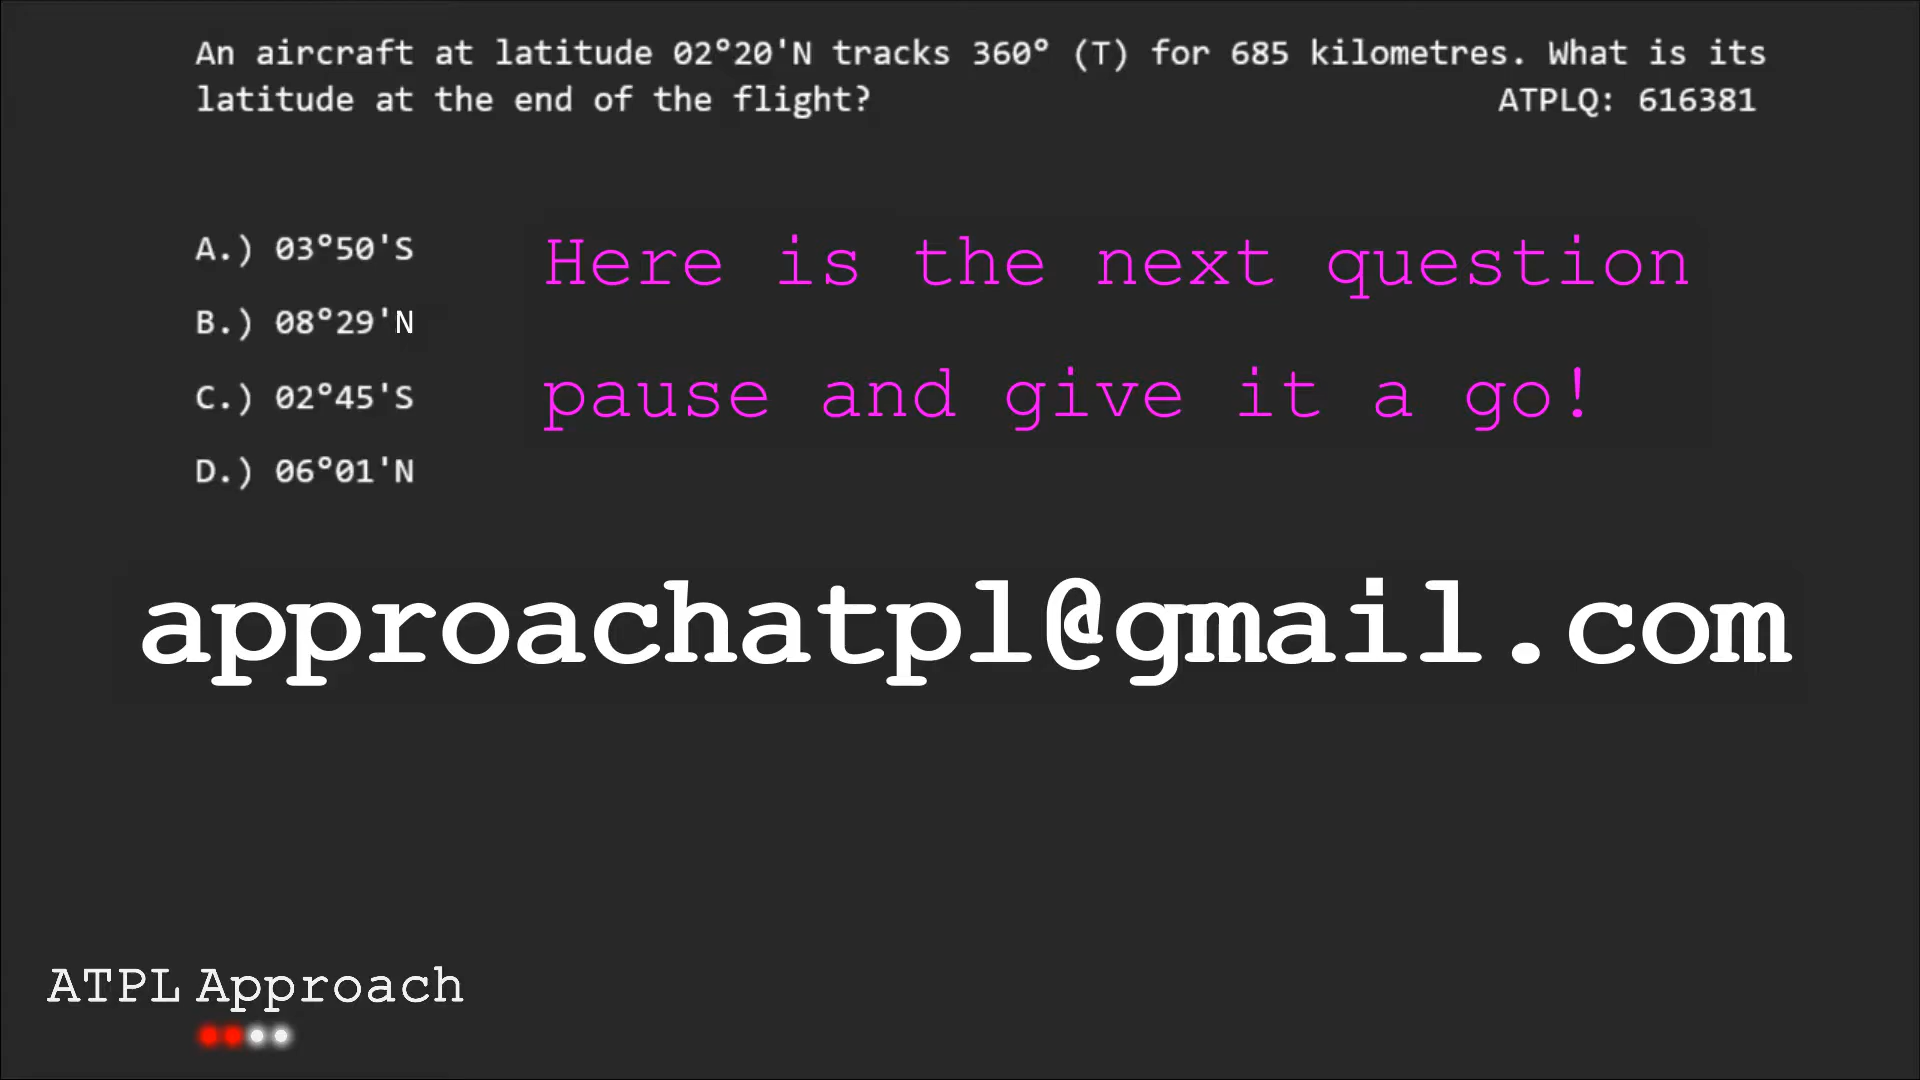 An aircraft at latitude 02°20'N tracks 360° (T) for 685 kilometres. What is its
latitude at the end of the flight? ATPLQ: 616381
A.) 03°50'S
B.) 08°29'N
C.) 02°45'S
D.) 06°01'N
Here is the next question
pause and give it a go!
approachatpl@gmail.com
ATPL Approach